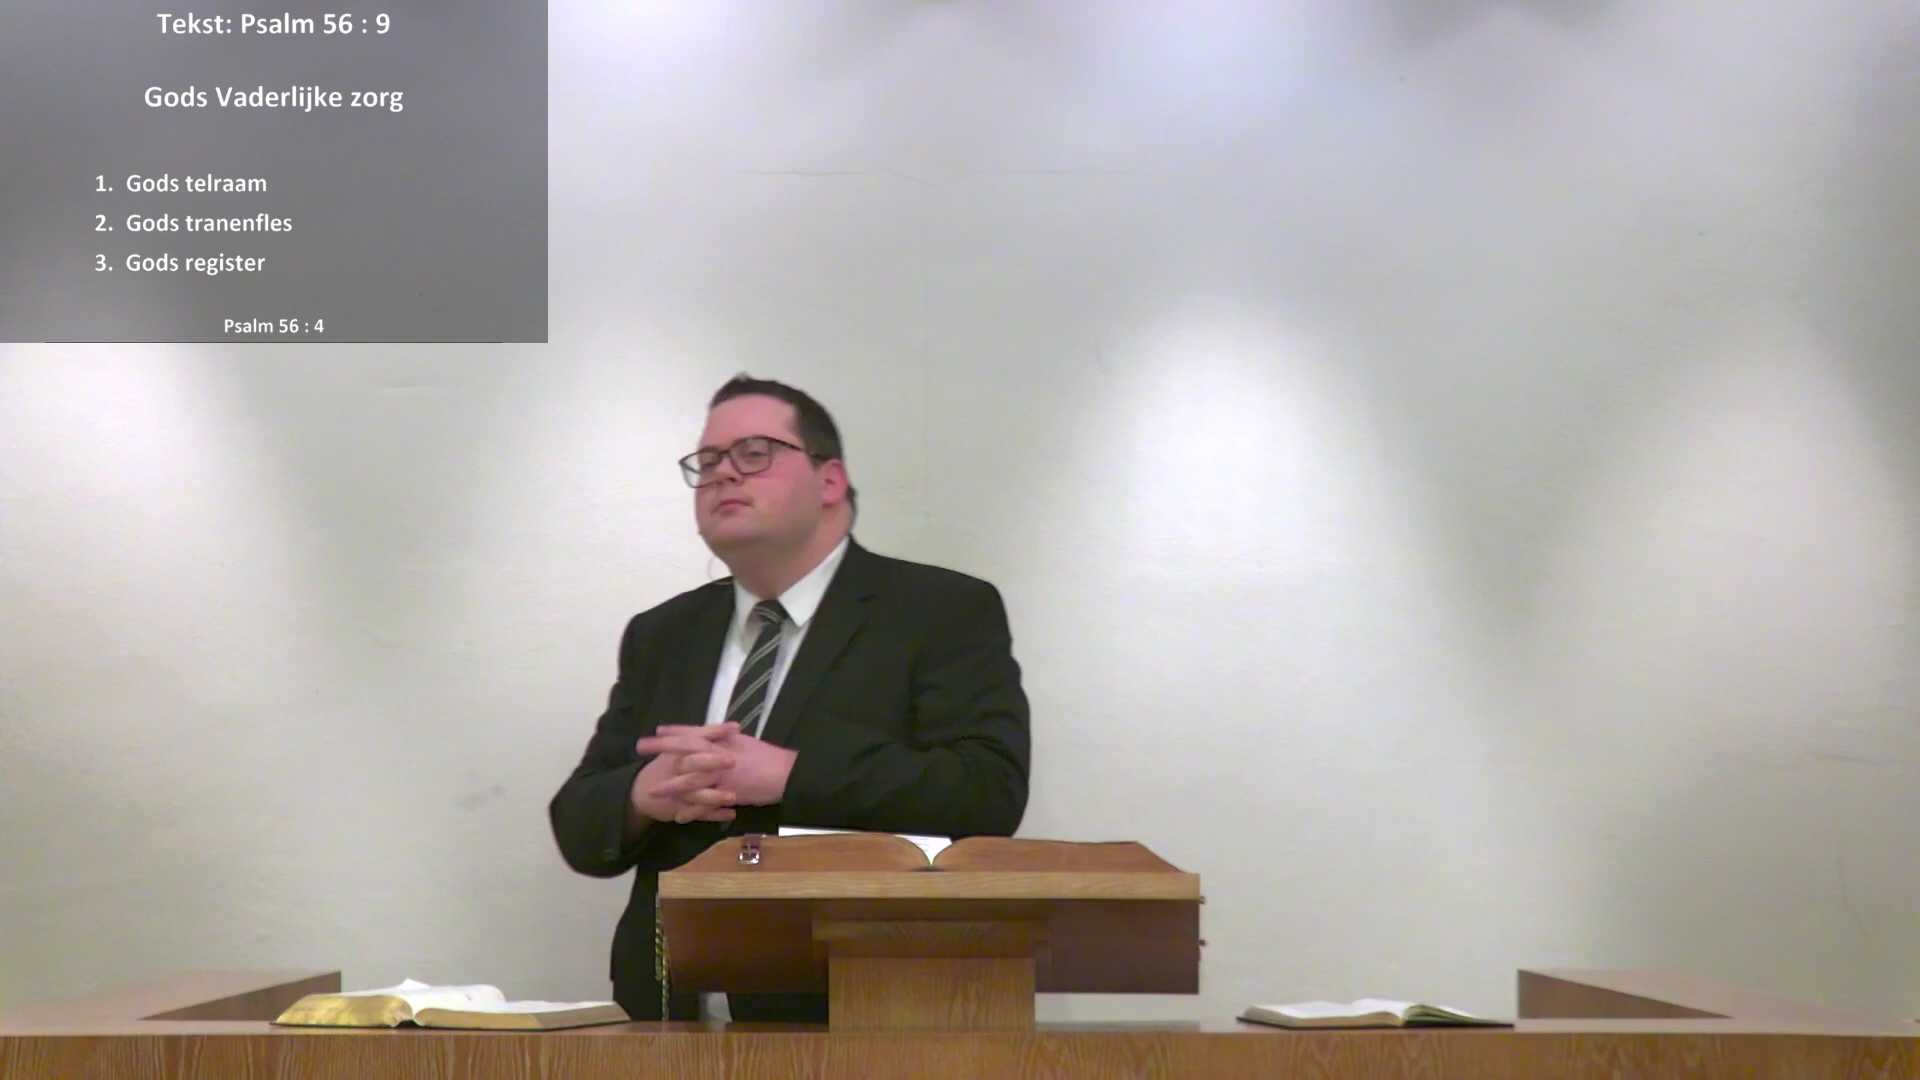 Tekst: Psalm 56 : 9
Gods Vaderlijke zorg
1. Gods telraam
2. Gods tranenfles
3. Gods register
Psalm 56 : 4